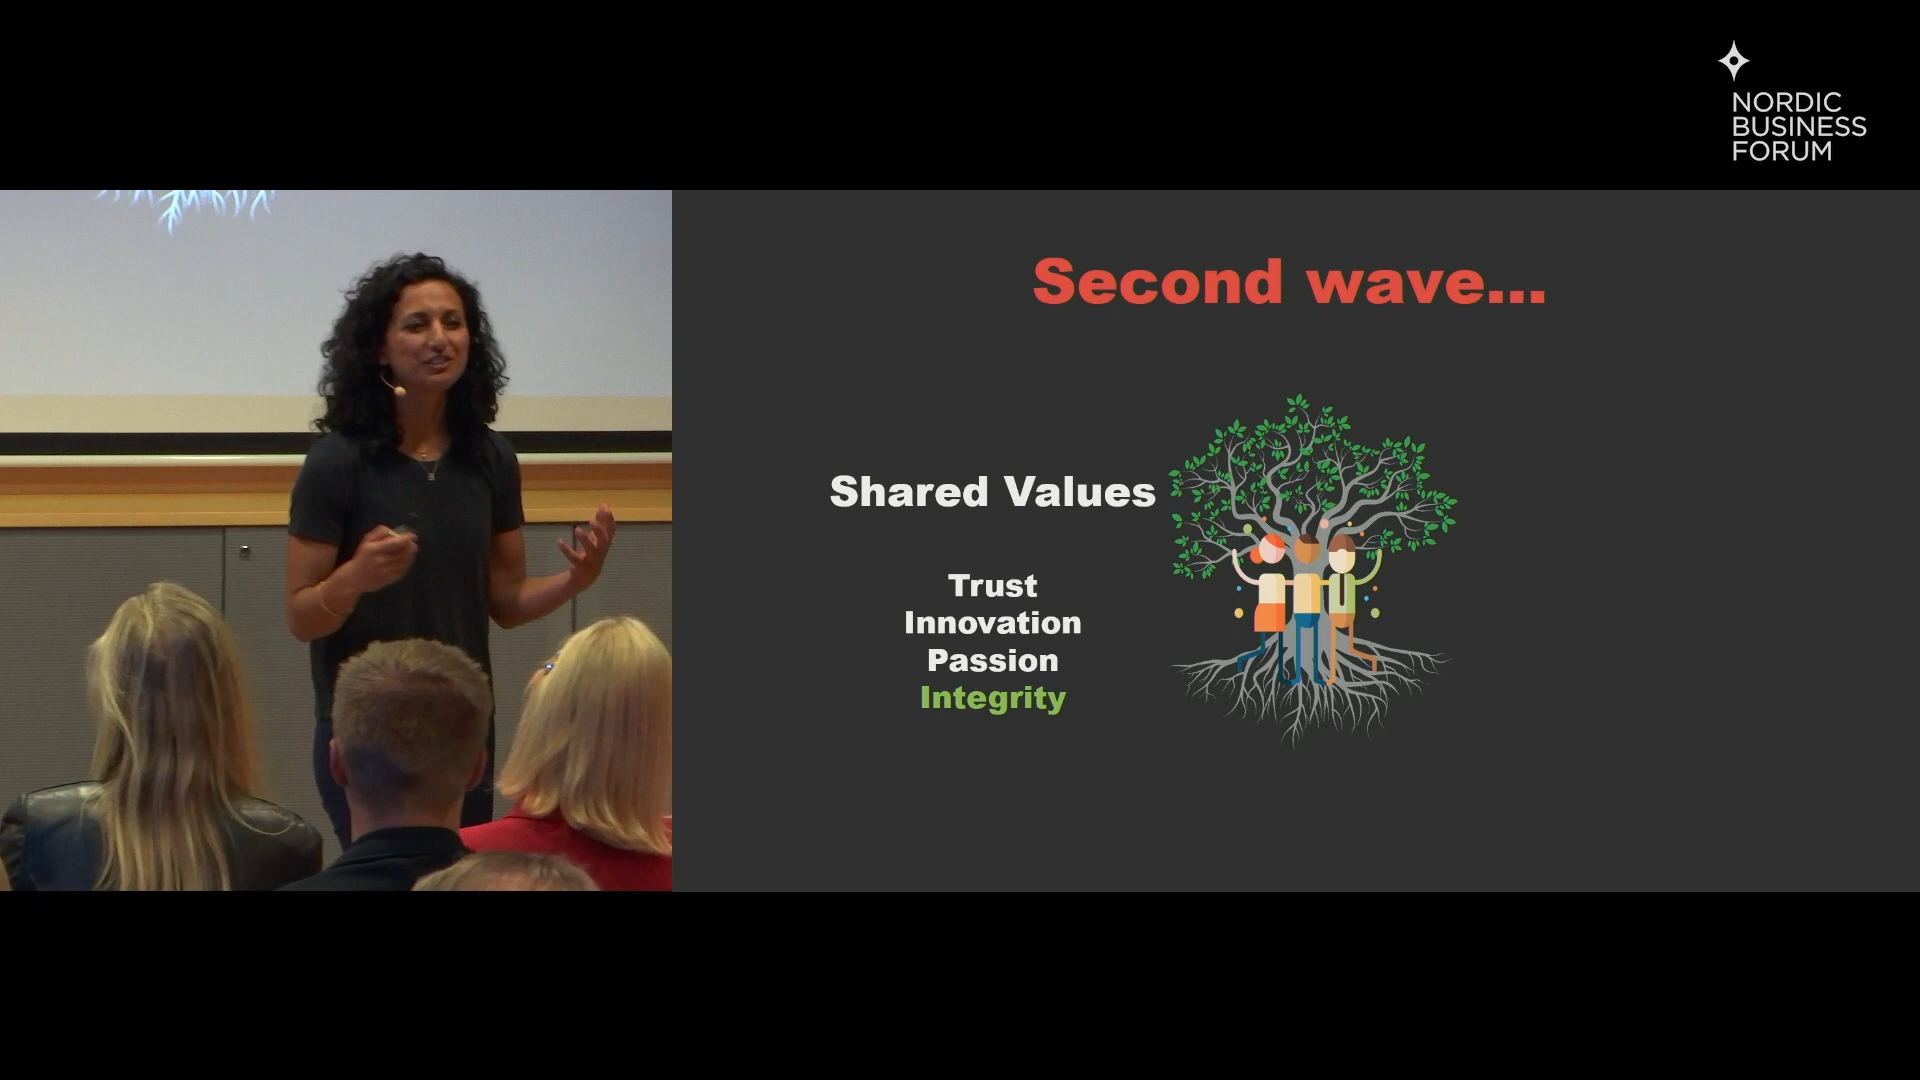 NORDIC
BUSINESS
FORUM
Second wave...
Shared Values
Trust
Innovation
Passion
Integrity